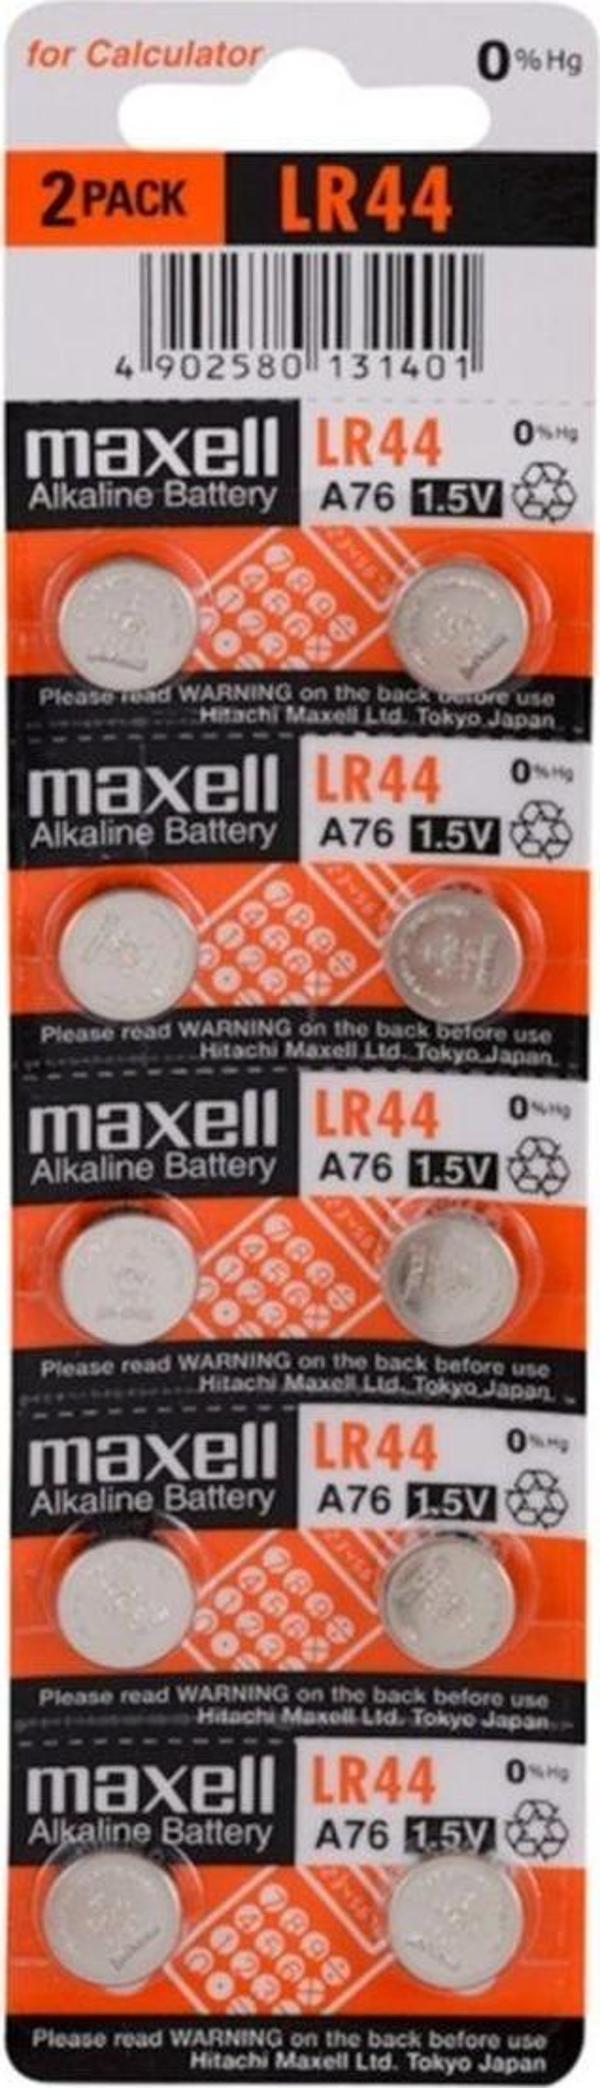 for Calculator
0%Hg
2PACK LR44
4 902580 131401
maxell LR44 0%Hg
Alkaline Battery A76 1.5V
Please read WARNING on the back before use
Hitachi Maxell Ltd. Tokyo Japan
maxell LR44 0%Hg
Alkaline Battery A76 1.5V
Please read WARNING on the back before use
Hitachi Maxell Ltd. Tokyo Japan
maxell LR44 0%Hg
Alkaline Battery A76 1.5V
Please read WARNING on the back before use
Hitachi Maxell Ltd. Tokyo Japan
maxell LR44 0%Hg
Alkaline Battery A76 1.5V
Please read WARNING on the back before use
Hitachi Maxell Ltd. Tokyo Japan
maxell LR44 0%Hg
Alkaline Battery A76 1.5V
Please read WARNING on the back before use
Hitachi Maxell Ltd. Tokyo Japan